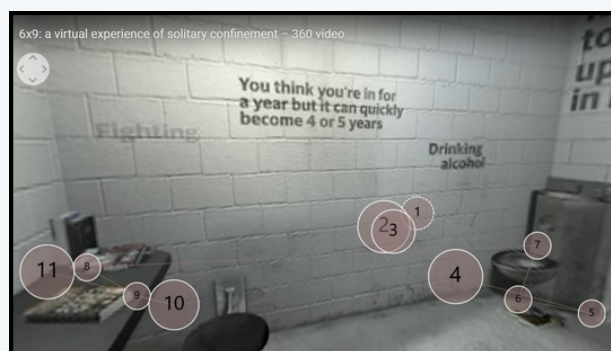 6x9: a virtual experience of solitary confinement – 360 video
to
up
in
You think you're in for
a year but it can quickly
become 4 or 5 years
Fighting
Drinking
alcohol
1
2
3
7
11
8
4
9
10
6
5